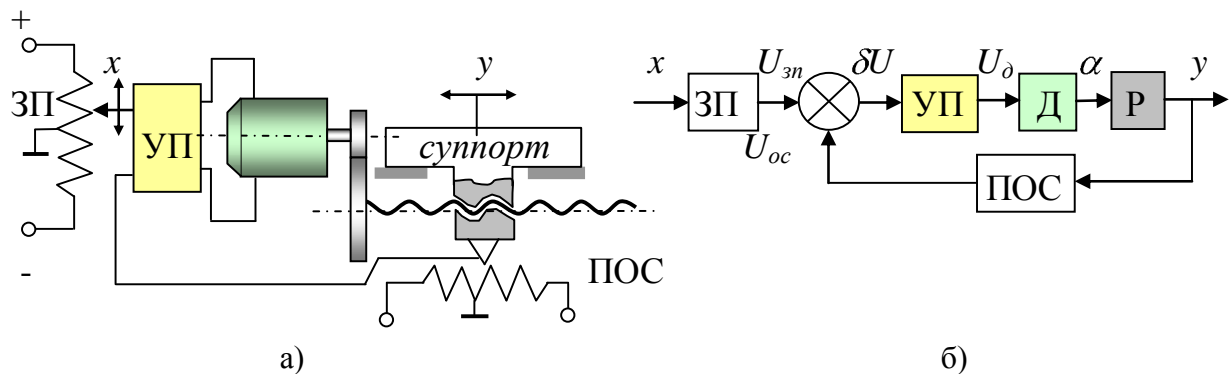 +
x
ЗП
УП
-
y
суппорт
ПОС
а)
x
ЗП
Uзп
Uос
δU
УП
Uд
Д
α
Р
y
ПОС
б)